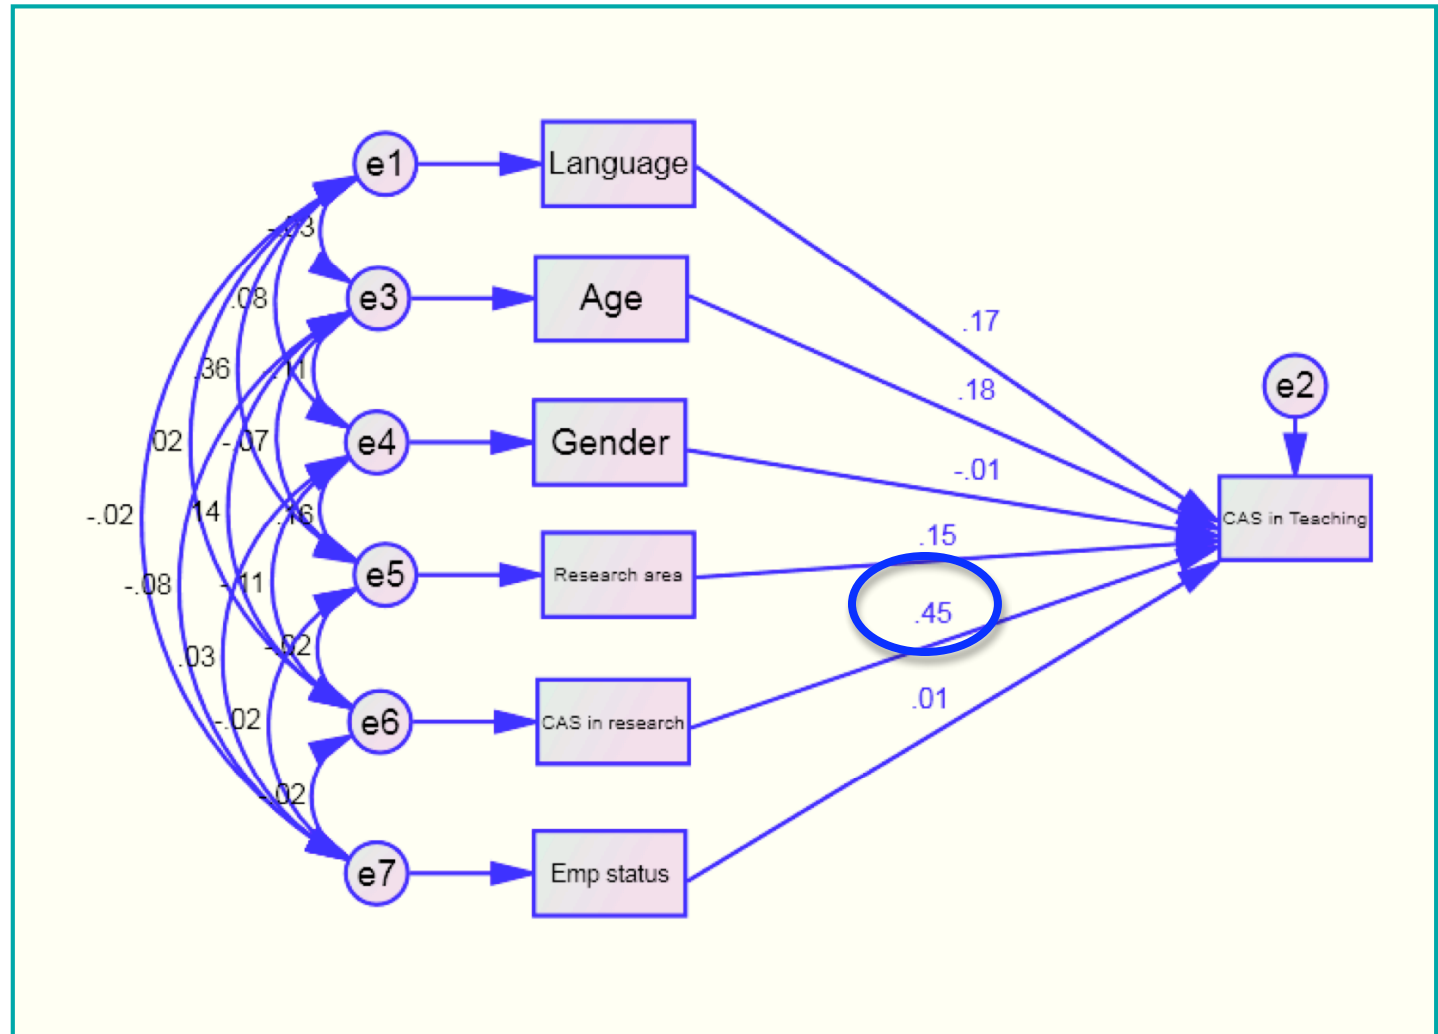 e1
Language
-.03
.08
e3
Age
.17
.36
.11
.18
e2
02
-.07
e4
Gender
-.01
-.02
14
.16
CAS in Teaching
.15
-.08
-.11
e5
Research area
.45
.03
-.02
.01
-.02
e6
CAS in research
-.02
e7
Emp status